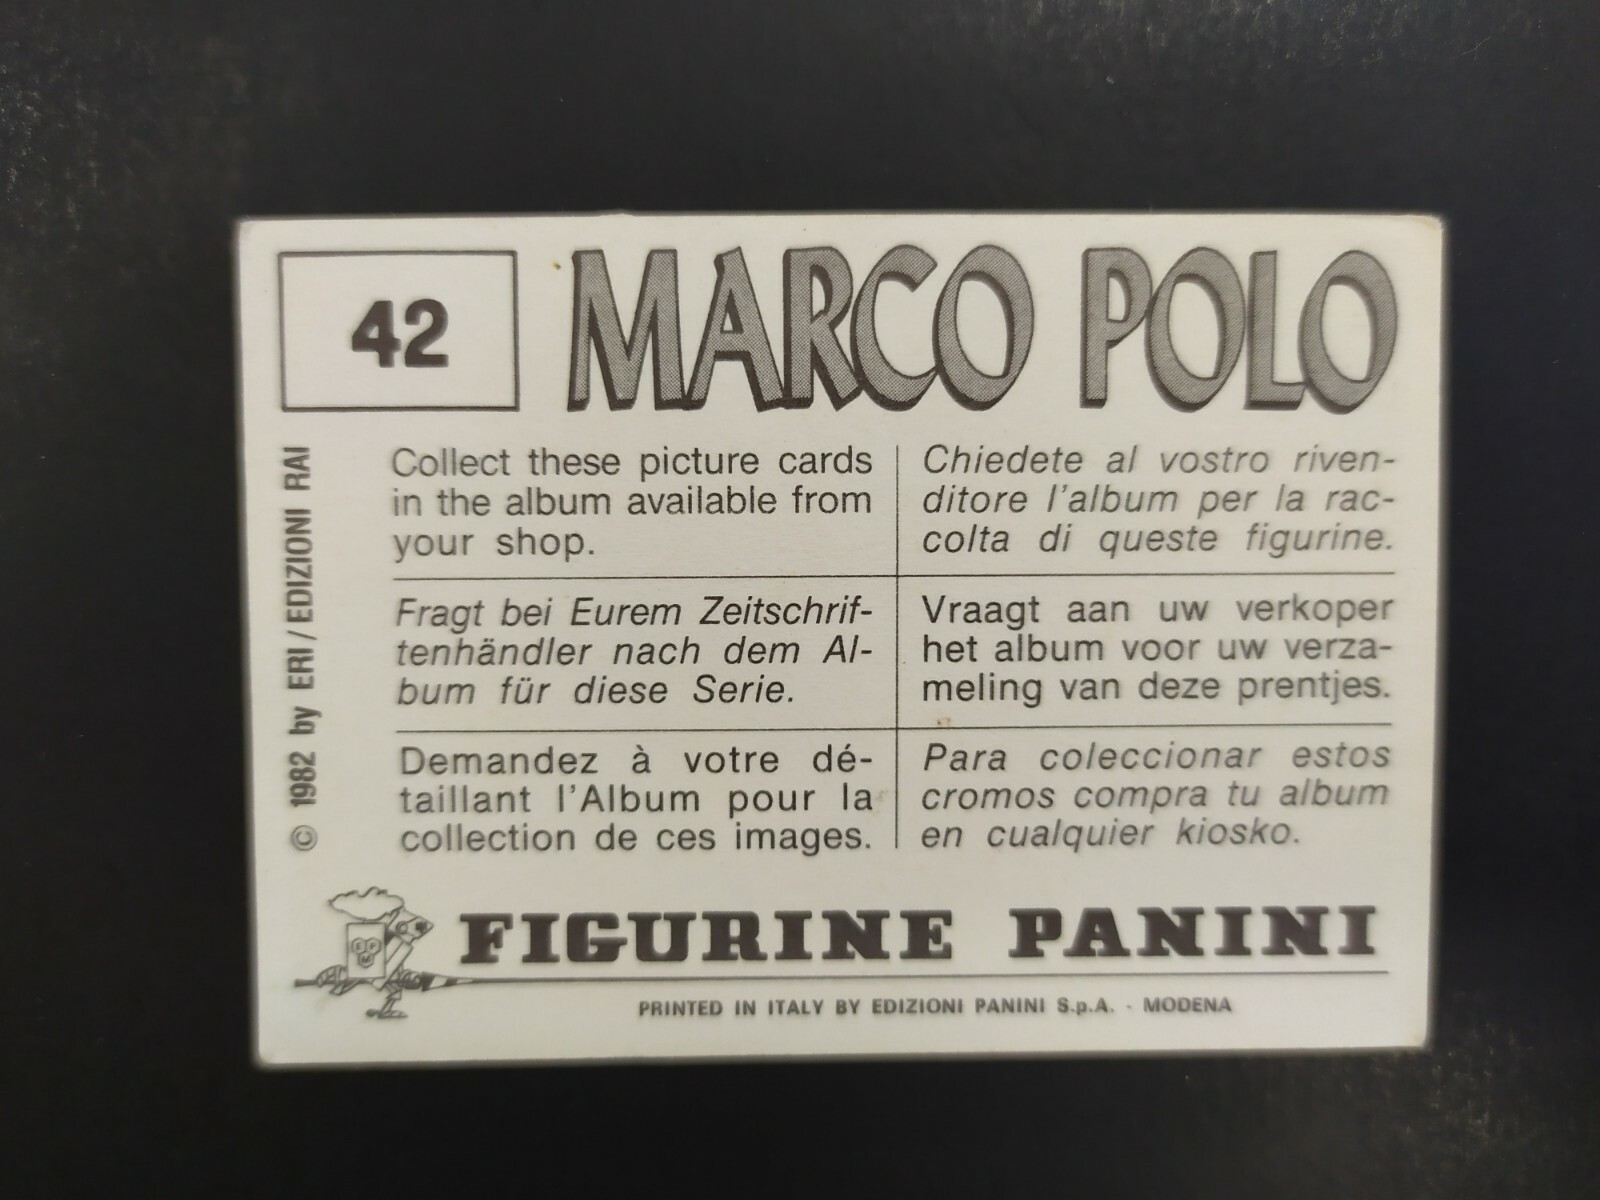 42
MARCO POLO
© 1982 by ERI / EDIZIONI RAI
Collect these picture cards
in the album available from
your shop.
Chiedete al vostro riven-
ditore l'album per la rac-
colta di queste figurine.
Fragt bei Eurem Zeitschrif-
tenhändler nach dem Al-
bum für diese Serie.
Vraagt aan uw verkoper
het album voor uw verza-
meling van deze prentjes.
Demandez à votre dé-
taillant l'Album pour la
collection de ces images.
Para coleccionar estos
cromos compra tu album
en cualquier kiosko.
FIGURINE PANINI
PRINTED IN ITALY BY EDIZIONI PANINI S.p.A. - MODENA